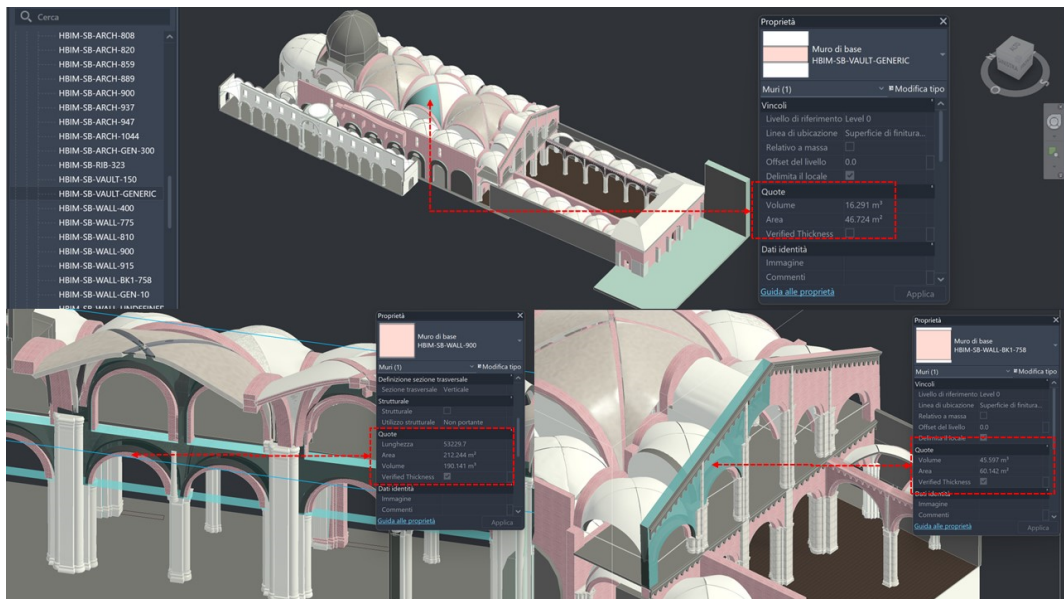 Cerca
HBIM-SB-ARCH-808
HBIM-SB-ARCH-820
HBIM-SB-ARCH-859
HBIM-SB-ARCH-889
HBIM-SB-ARCH-900
HBIM-SB-ARCH-937
HBIM-SB-ARCH-947
HBIM-SB-ARCH-1044
HBIM-SB-ARCH-GEN-300
HBIM-SB-RIB-323
HBIM-SB-VAULT-150
HBIM-SB-VAULT-GENERIC
HBIM-SB-WALL-400
HBIM-SB-WALL-775
HBIM-SB-WALL-810
HBIM-SB-WALL-900
HBIM-SB-WALL-915
HBIM-SB-WALL-BK1-758
HBIM-SB-WALL-GEN-10
HBIM-SB-WALL-UNDEFINED
Proprietà
Muro di base
HBIM-SB-VAULT-GENERIC
Muri (1) Modifica tipo
Vincoli
Livello di riferimento Level 0
Linea di ubicazione Superficie di finitura...
Relativo a massa
Offset del livello 0.0
Delimita il locale
Quote
Volume 16.291 m³
Area 46.724 m²
Verified Thickness
Dati identità
Immagine
Commenti
Guida alle proprietà Applica
Proprietà
Muro di base
HBIM-SB-WALL-900
Muri (1) Modifica tipo
Definizione sezione trasversale
Sezione trasversale Verticale
Strutturale
Strutturale
Utilizzo strutturale Non portante
Quote
Lunghezza 53229.7
Area 212.244 m²
Volume 190.141 m³
Verified Thickness
Dati identità
Immagine
Commenti
Guida alle proprietà Applica
Proprietà
Muro di base
HBIM-SB-WALL-BK1-758
Muri (1) Modifica tipo
Vincoli
Livello di riferimento Level 0
Linea di ubicazione Superficie di finitura...
Relativo a massa
Offset del livello 0.0
Delimita il locale
Quote
Volume 45.597 m³
Area 60.142 m²
Verified Thickness
Dati identità
Immagine
Commenti
Guida alle proprietà Applica